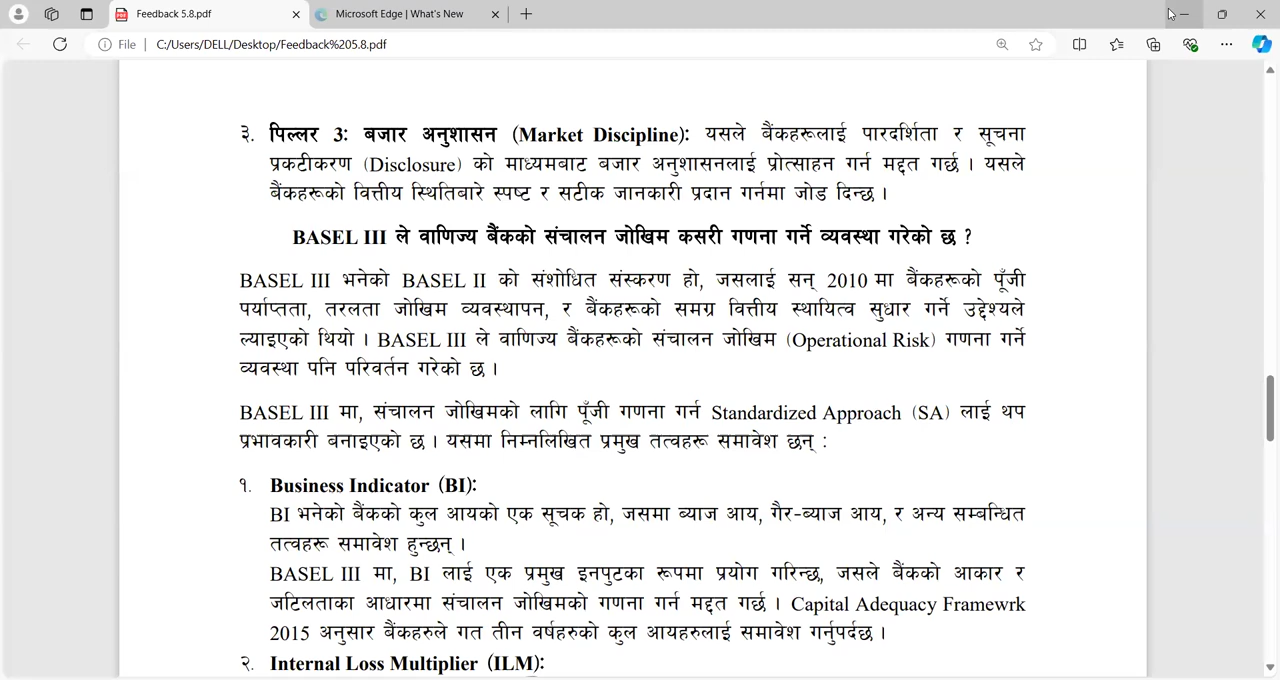 Feedback 5.8.pdf
Microsoft Edge | What's New
File
C:/Users/DELL/Desktop/Feedback%205.8.pdf
३. पिल्लर 3: बजार अनुशासन (Market Discipline): यसले बैंकहरूलाई पारदर्शिता र सूचना
प्रकटीकरण (Disclosure) को माध्यमबाट बजार अनुशासनलाई प्रोत्साहन गर्न मद्दत गर्छ । यसले
बैंकहरूको वित्तीय स्थितिबारे स्पष्ट र सटीक जानकारी प्रदान गर्नमा जोड दिन्छ ।
BASEL III ले वाणिज्य बैंकको संचालन जोखिम कसरी गणना गर्ने व्यवस्था गरेको छ ?
BASEL III भनेको BASEL II को संशोधित संस्करण हो, जसलाई सन् 2010 मा बैंकहरूको पूँजी
पर्याप्तता, तरलता जोखिम व्यवस्थापन, र बैंकहरूको समग्र वित्तीय स्थायित्व सुधार गर्ने उद्देश्यले
ल्याइएको थियो । BASEL III ले वाणिज्य बैंकहरूको संचालन जोखिम (Operational Risk) गणना गर्ने
व्यवस्था पनि परिवर्तन गरेको छ ।
BASEL III मा, संचालन जोखिमको लागि पूँजी गणना गर्न Standardized Approach (SA) लाई थप
प्रभावकारी बनाइएको छ । यसमा निम्नलिखित प्रमुख तत्वहरू समावेश छन् :
१. Business Indicator (BI):
BI भनेको बैंकको कुल आयको एक सूचक हो, जसमा ब्याज आय, गैर-ब्याज आय, र अन्य सम्बन्धित
तत्वहरू समावेश हुन्छन् ।
BASEL III मा, BI लाई एक प्रमुख इनपुटका रूपमा प्रयोग गरिन्छ, जसले बैंकको आकार र
जटिलताका आधारमा संचालन जोखिमको गणना गर्न मद्दत गर्छ । Capital Adequacy Framewrk
2015 अनुसार बैंकहरुले गत तीन वर्षहरुको कुल आयहरुलाई समावेश गर्नुपर्दछ ।
२. Internal Loss Multiplier (ILM):